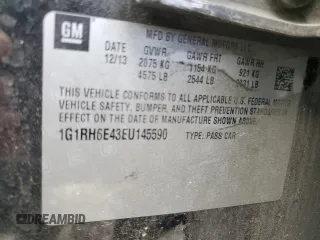 GM
MFD BY GENERAL MOTORS LLC
12/13 GVWR GAWR FRT GAWR RR
2075 KG 1154 KG 921 KG
4575 LB 2544 LB LB
THIS VEHICLE CONFORMS TO ALL APPLICABLE U.S. FEDERAL MOTOR
VEHICLE SAFETY, BUMPER, AND THEFT PREVENTION STANDARDS
EFFECT ON THE DATE OF MANUFACTURE SHOWN ABOVE.
1G1RH6E43EU145590 TYPE: PASS CAR
DREAMBID